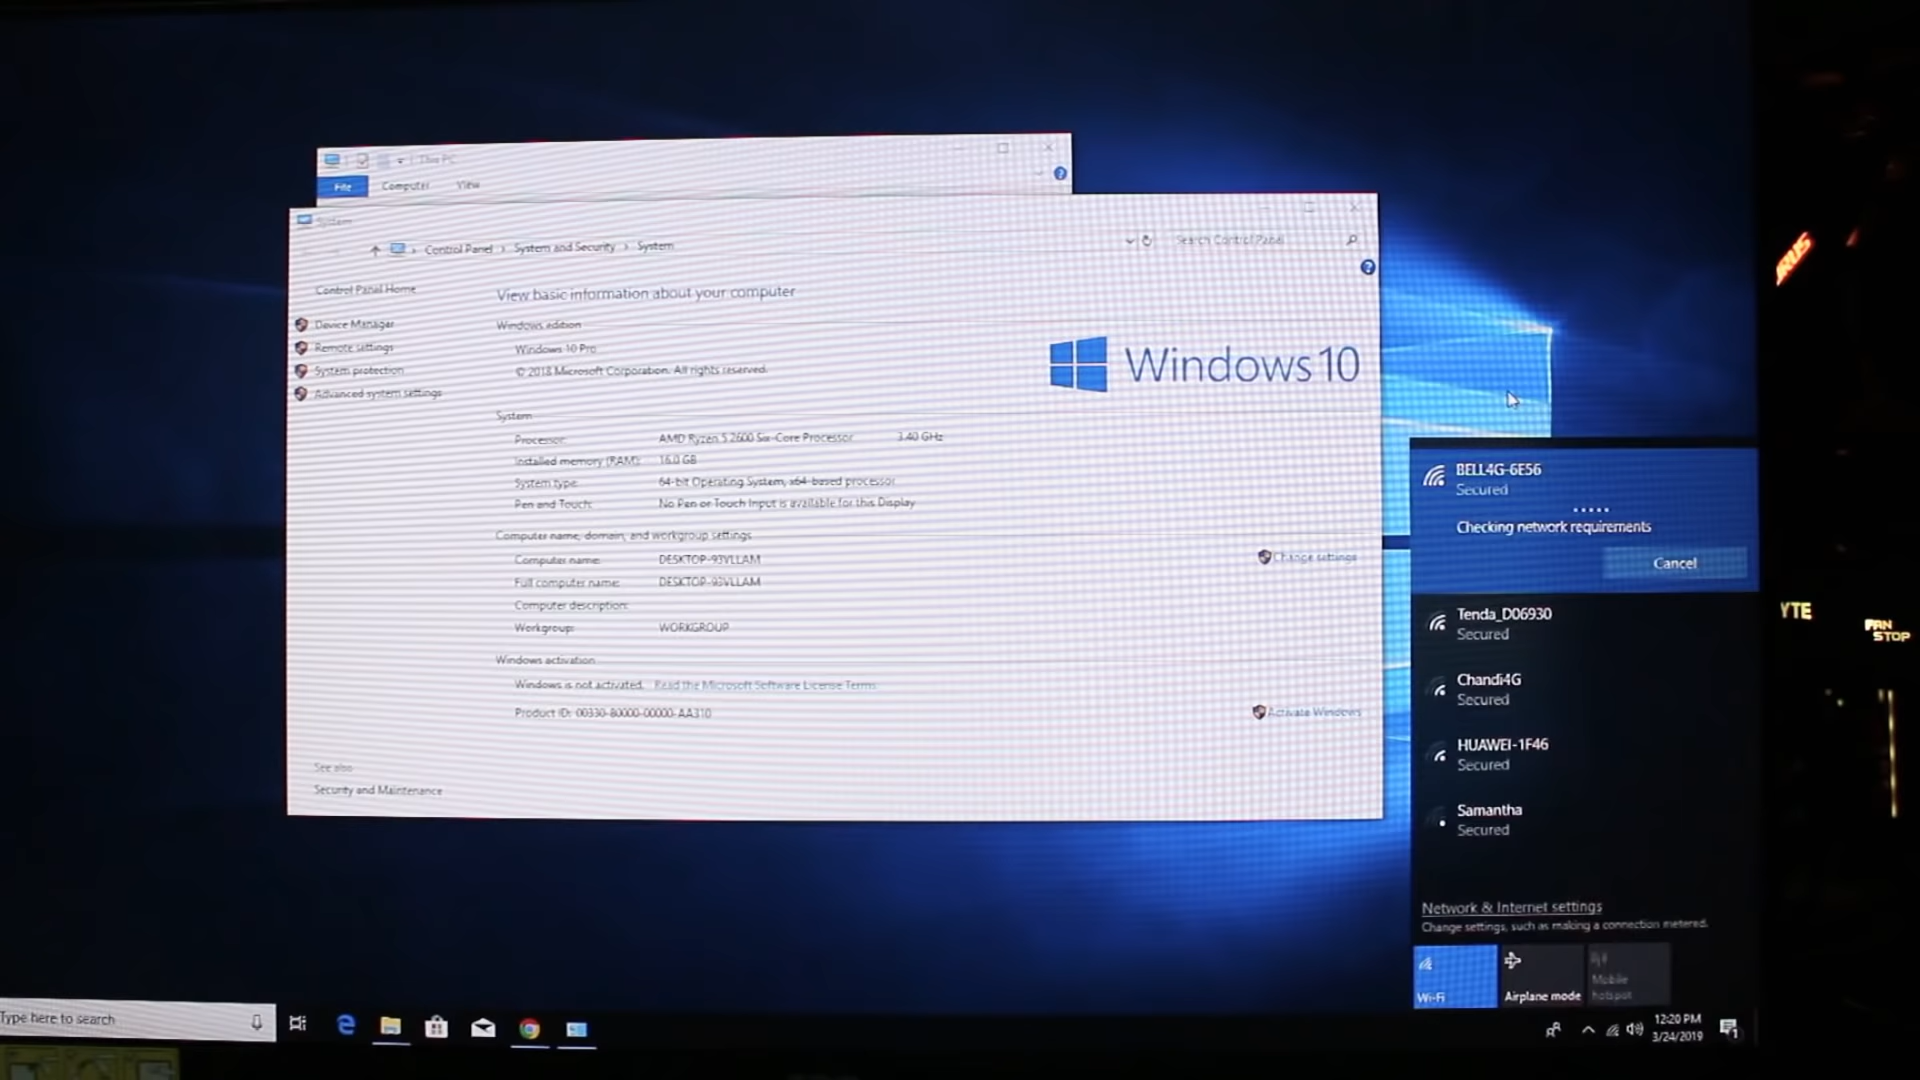 This PC
File Computer View
System
Control Panel › System and Security › System
Search Control Panel
Control Panel Home
Device Manager
Remote settings
System protection
Advanced system settings
View basic information about your computer
Windows edition
Windows 10 Pro
© 2018 Microsoft Corporation. All rights reserved.
Windows 10
System
Processor: AMD Ryzen 5 2600 Six-Core Processor 3.40 GHz
Installed memory (RAM): 16.0 GB
System type: 64-bit Operating System, x64-based processor
Pen and Touch: No Pen or Touch Input is available for this Display
Computer name, domain, and workgroup settings
Computer name: DESKTOP-93VLLAM
Change settings
Full computer name: DESKTOP-93VLLAM
Computer description:
Workgroup: WORKGROUP
Windows activation
Windows is not activated. Read the Microsoft Software License Terms
Product ID: 00330-80000-00000-AA310
Activate Windows
See also
Security and Maintenance
BELL4G-6E56
Secured
Checking network requirements
Cancel
Tenda_D06930
Secured
Chandi4G
Secured
HUAWEI-1F46
Secured
Samantha
Secured
Network & Internet settings
Change settings, such as making a connection metered.
Wi-Fi
Airplane mode
Mobile hotspot
Type here to search
12:20 PM
3/24/2019
1
RUS
YTE
FAN
STOP